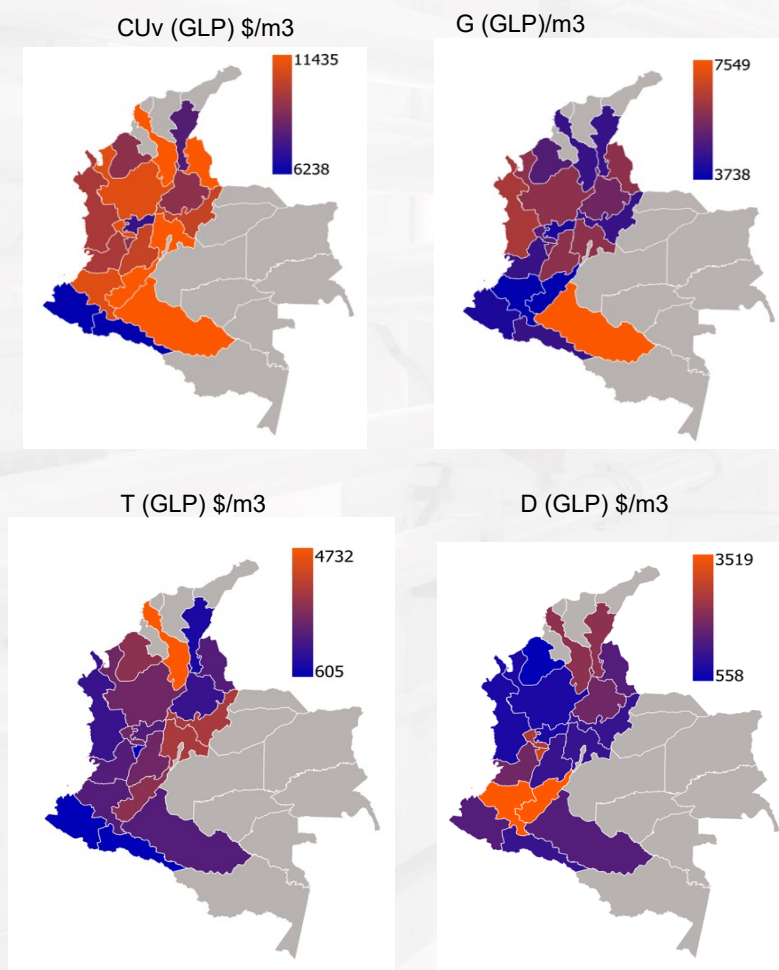 CUv (GLP) $/m3
11435
6238
G (GLP)/m3
7549
3738
T (GLP) $/m3
4732
605
D (GLP) $/m3
3519
558